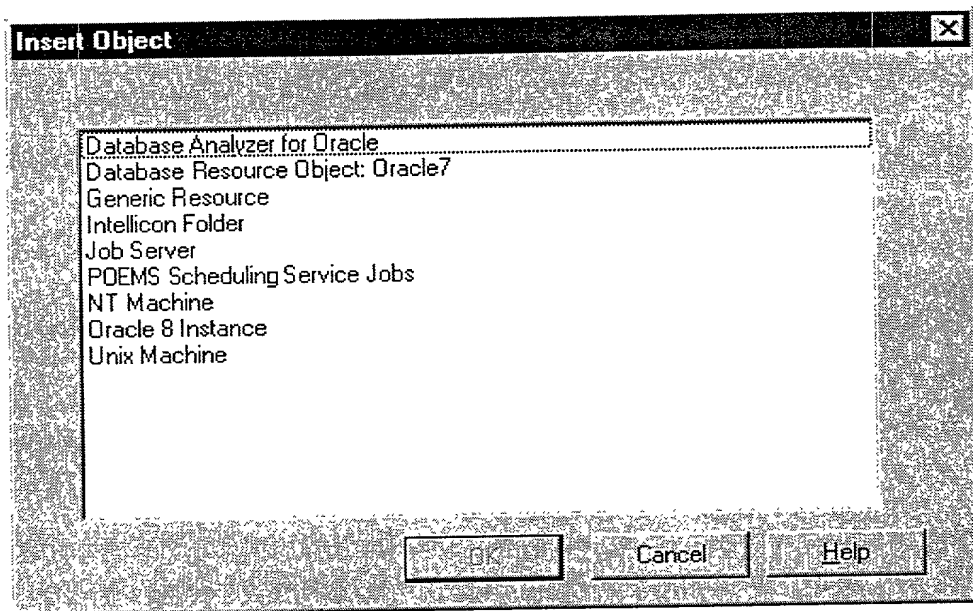 Insert Object
Database Analyzer for Oracle
Database Resource Object: Oracle7
Generic Resource
Intellicon Folder
Job Server
POEMS Scheduling Service Jobs
NT Machine
Oracle 8 Instance
Unix Machine
OK
Cancel
Help